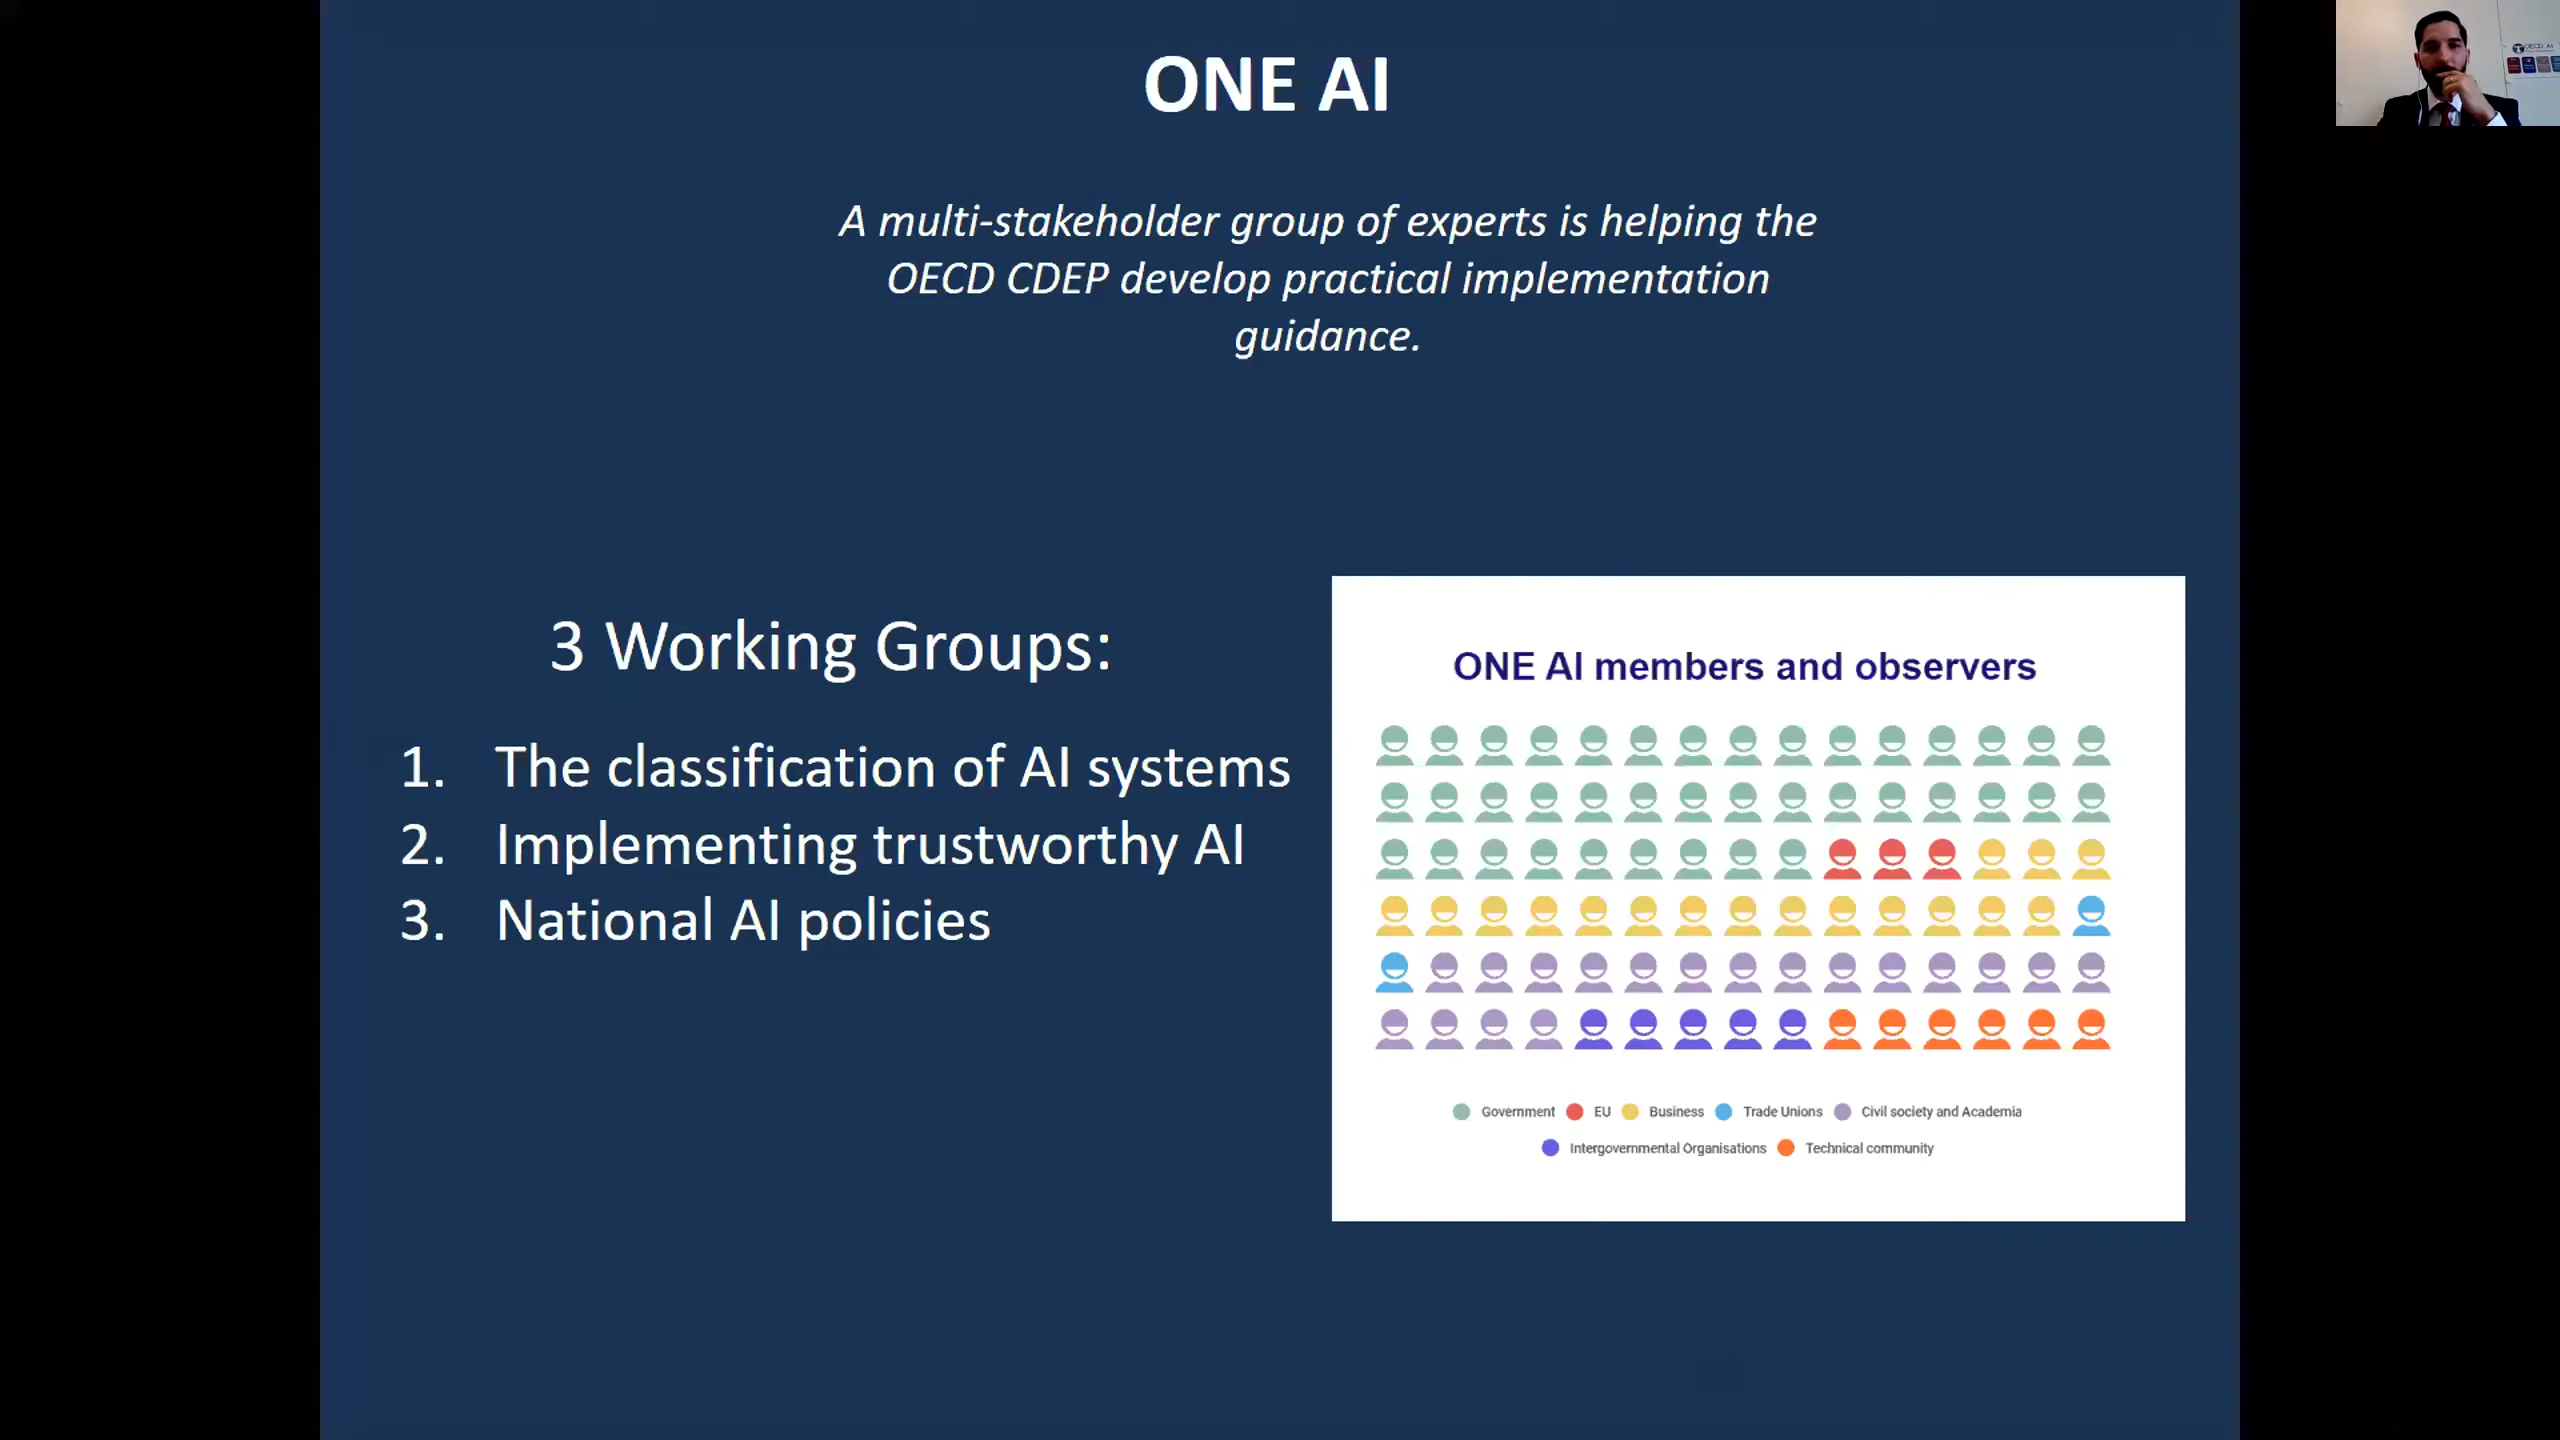 ONE AI
A multi-stakeholder group of experts is helping the
OECD CDEP develop practical implementation
guidance.
3 Working Groups:
1. The classification of AI systems
2. Implementing trustworthy AI
3. National AI policies
ONE AI members and observers
Government EU Business Trade Unions Civil society and Academia
Intergovernmental Organisations Technical community
OECD.AI